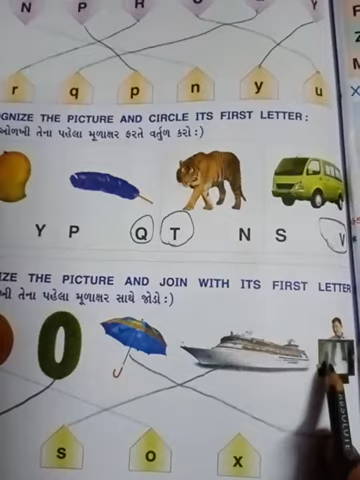 N P R Y
r q p n y u
GNIZE THE PICTURE AND CIRCLE ITS FIRST LETTER:
ઓળખી તેના પહેલા મૂળાક્ષર ફરતે વર્તુળ કરો:)
Y P Q T N S V
IZE THE PICTURE AND JOIN WITH ITS FIRST LETTER
ખી તેના પહેલા મૂળાક્ષર સાથે જોડો:)
s o x